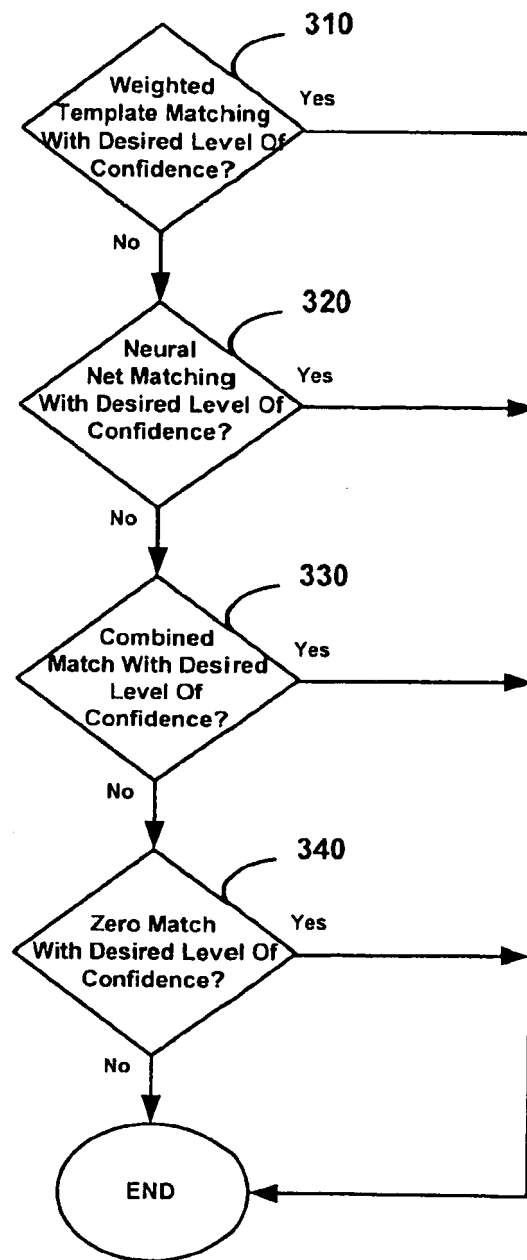 310
Weighted
Template Matching
With Desired Level Of
Confidence?
Yes
No
320
Neural
Net Matching
With Desired Level Of
Confidence?
Yes
No
330
Combined
Match With Desired
Level Of
Confidence?
Yes
No
340
Zero Match
With Desired Level Of
Confidence?
Yes
No
END